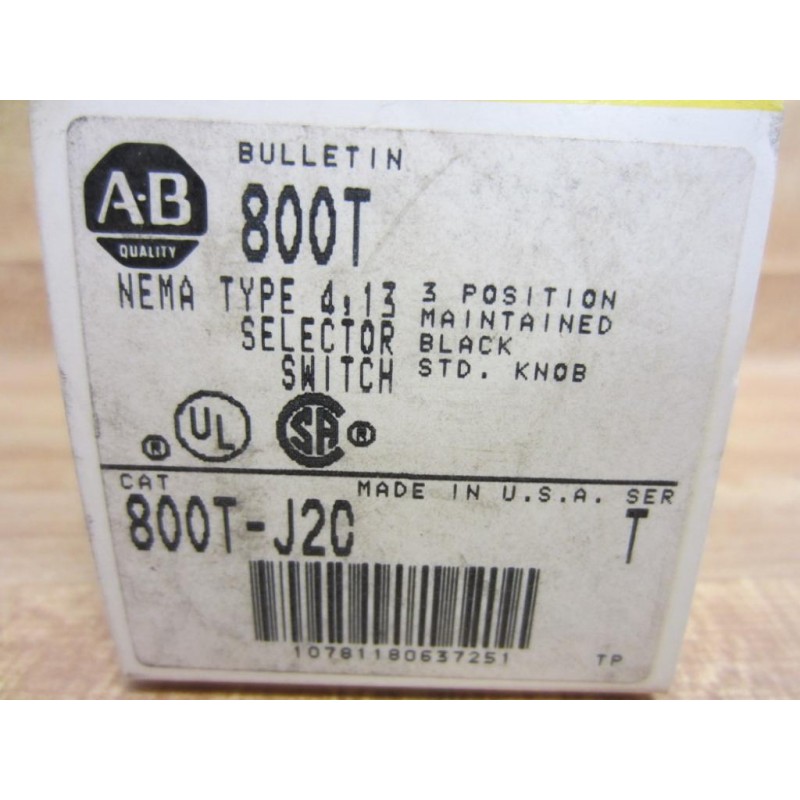 A-B
QUALITY
BULLETIN
800T
NEMA TYPE 4,13
SELECTOR
SWITCH
3 POSITION
MAINTAINED
BLACK
STD. KNOB
® UL SA ®
CAT
MADE IN U.S.A. SER
800T-J2C
T
10781180637251
TP